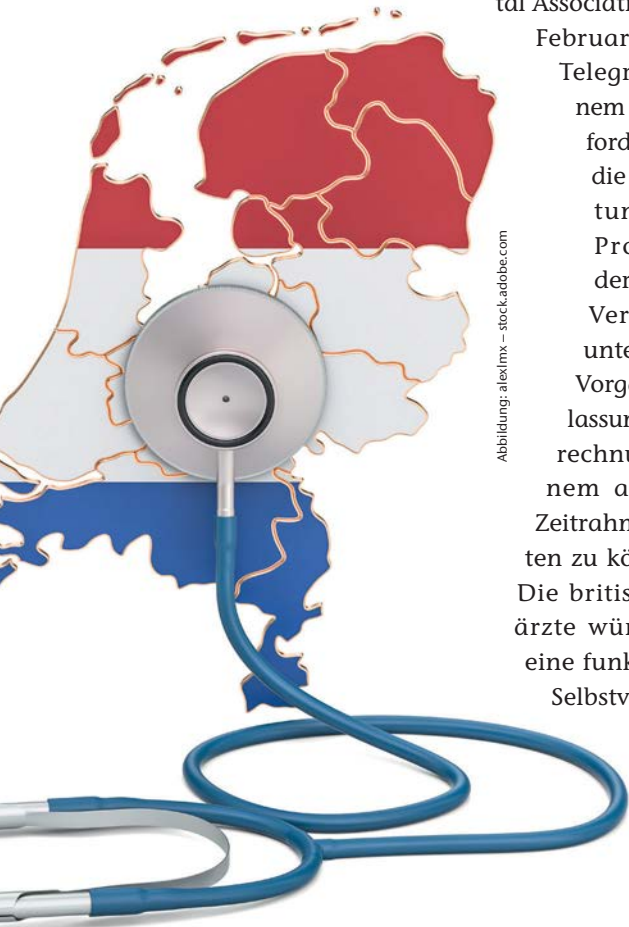 tal Associati
Februar
Telegr
nem
ford
die
tur
Pro
der
Ver
unte
Vorg
lassun
rechnu
nem a
Zeitrahm
ten zu kö
Die britis
ärzte wür
eine funk
Selbstv
Abbildung: alexlmx – stock.adobe.com